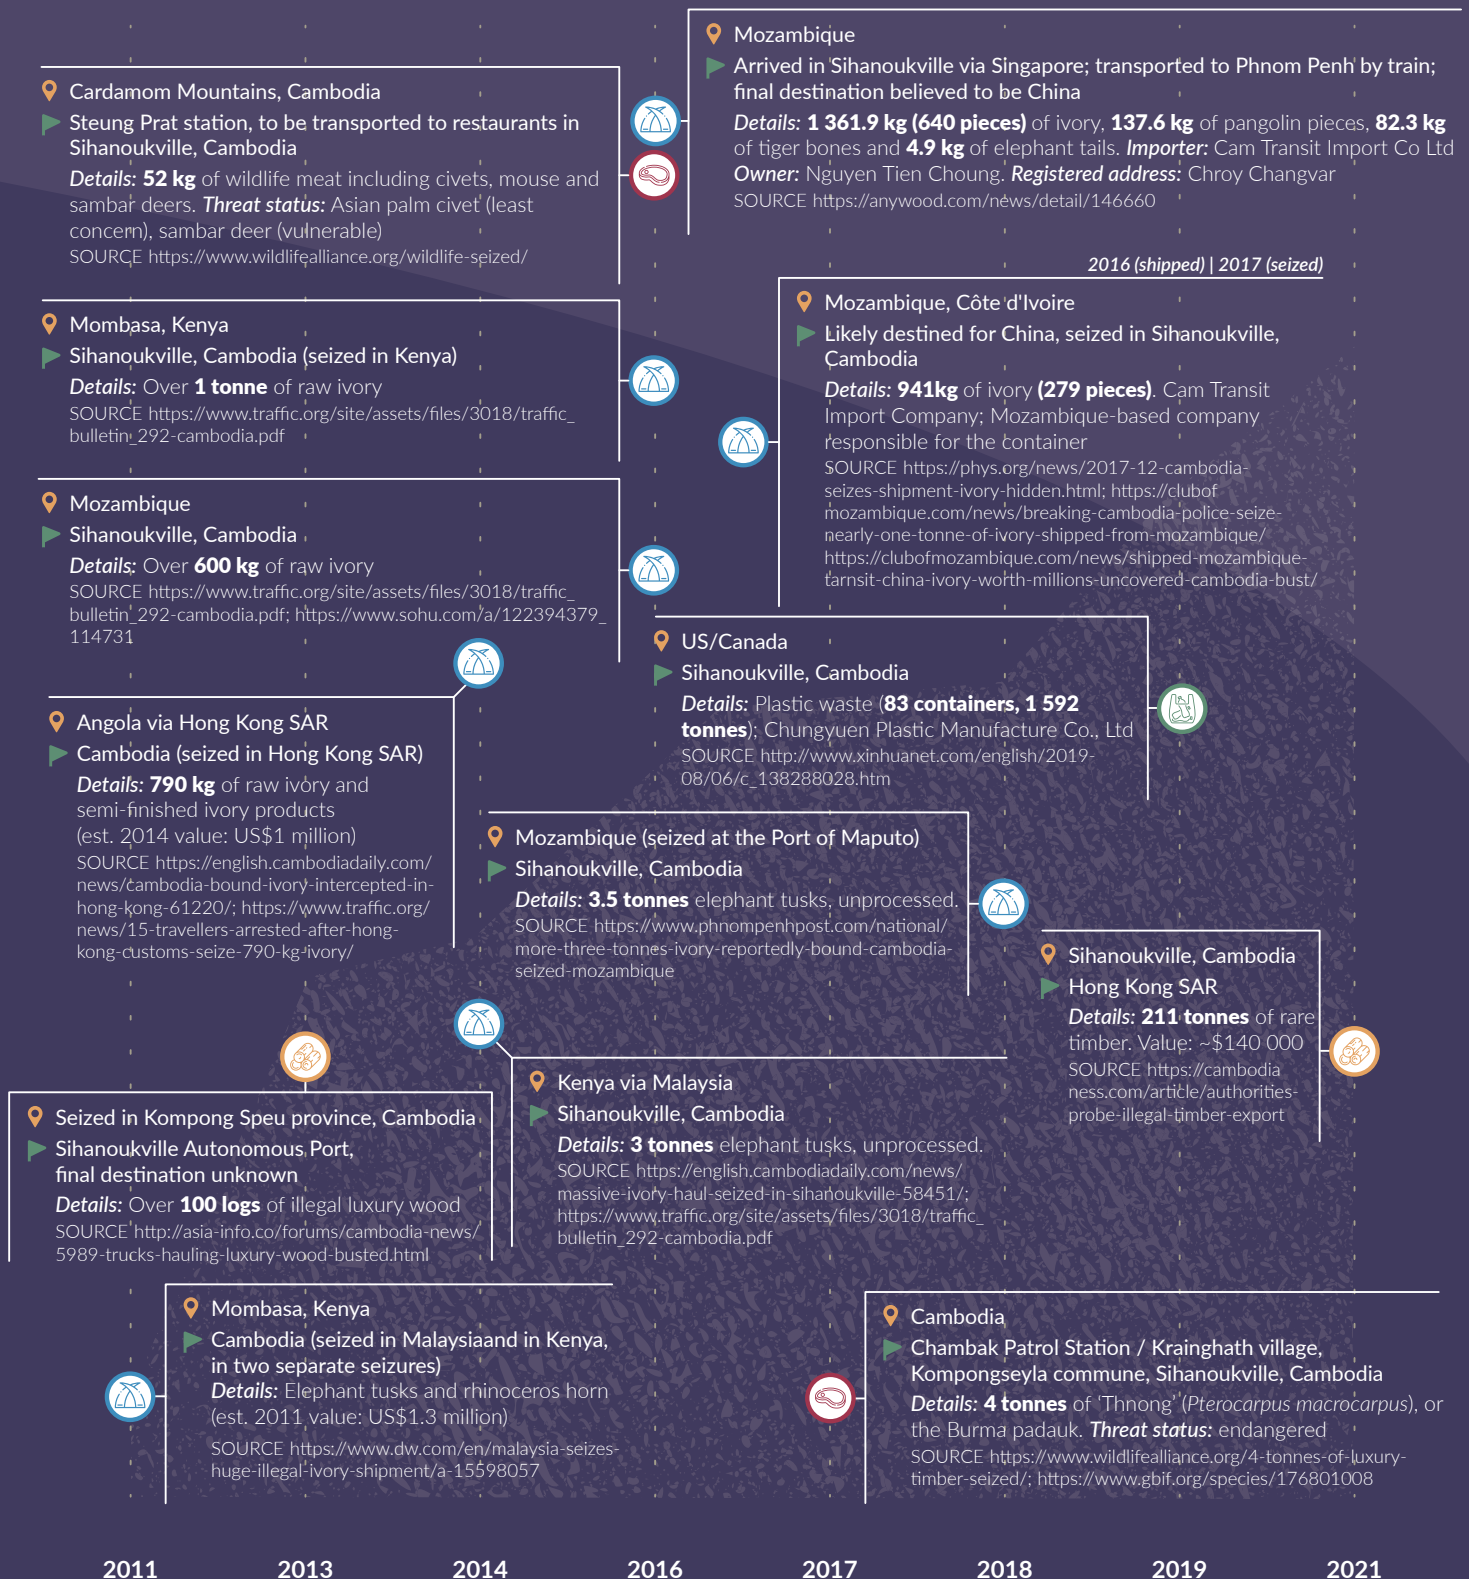 Mozambique
Arrived in Sihanoukville via Singapore; transported to Phnom Penh by train;
final destination believed to be China
Details: 1 361.9 kg (640 pieces) of ivory, 137.6 kg of pangolin pieces, 82.3 kg
of tiger bones and 4.9 kg of elephant tails. Importer: Cam Transit Import Co Ltd
Owner: Nguyen Tien Choung. Registered address: Chroy Changvar
SOURCE https://anywood.com/news/detail/146660
Cardamom Mountains, Cambodia
Steung Prat station, to be transported to restaurants in
Sihanoukville, Cambodia
Details: 52 kg of wildlife meat including civets, mouse and
sambar deers. Threat status: Asian palm civet (least
concern), sambar deer (vulnerable)
SOURCE https://www.wildlifealliance.org/wildlife-seized/
2016 (shipped) | 2017 (seized)
Mozambique, Côte d'Ivoire
Likely destined for China, seized in Sihanoukville,
Cambodia
Details: 941kg of ivory (279 pieces). Cam Transit
Import Company; Mozambique-based company
responsible for the container
SOURCE https://phys.org/news/2017-12-cambodia-
seizes-shipment-ivory-hidden.html; https://clubof
mozambique.com/news/breaking-cambodia-police-seize-
nearly-one-tonne-of-ivory-shipped-from-mozambique/
https://clubofmozambique.com/news/shipped-mozambique-
tarnsit-china-ivory-worth-millions-uncovered-cambodia-bust/
Mombasa, Kenya
Sihanoukville, Cambodia (seized in Kenya)
Details: Over 1 tonne of raw ivory
SOURCE https://www.traffic.org/site/assets/files/3018/traffic_
bulletin_292-cambodia.pdf
Mozambique
Sihanoukville, Cambodia
Details: Over 600 kg of raw ivory
SOURCE https://www.traffic.org/site/assets/files/3018/traffic_
bulletin_292-cambodia.pdf; https://www.sohu.com/a/122394379_
114731
US/Canada
Sihanoukville, Cambodia
Details: Plastic waste (83 containers, 1 592
tonnes); Chungyuen Plastic Manufacture Co., Ltd
SOURCE http://www.xinhuanet.com/english/2019-
08/06/c_138288028.htm
Angola via Hong Kong SAR
Cambodia (seized in Hong Kong SAR)
Details: 790 kg of raw ivory and
semi-finished ivory products
(est. 2014 value: US$1 million)
SOURCE https://english.cambodiadaily.com/
news/cambodia-bound-ivory-intercepted-in-
hong-kong-61220/; https://www.traffic.org/
news/15-travellers-arrested-after-hong-
kong-customs-seize-790-kg-ivory/
Mozambique (seized at the Port of Maputo)
Sihanoukville, Cambodia
Details: 3.5 tonnes elephant tusks, unprocessed.
SOURCE https://www.phnompenhpost.com/national/
more-three-tonnes-ivory-reportedly-bound-cambodia-
seized-mozambique
Sihanoukville, Cambodia
Hong Kong SAR
Details: 211 tonnes of rare
timber. Value: ~$140 000
SOURCE https://cambodia
ness.com/article/authorities-
probe-illegal-timber-export
Seized in Kompong Speu province, Cambodia
Sihanoukville Autonomous Port,
final destination unknown
Details: Over 100 logs of illegal luxury wood
SOURCE http://asia-info.co/forums/cambodia-news/
5989-trucks-hauling-luxury-wood-busted.html
Kenya via Malaysia
Sihanoukville, Cambodia
Details: 3 tonnes elephant tusks, unprocessed.
SOURCE https://english.cambodiadaily.com/news/
massive-ivory-haul-seized-in-sihanoukville-58451/;
https://www.traffic.org/site/assets/files/3018/traffic_
bulletin_292-cambodia.pdf
Mombasa, Kenya
Cambodia (seized in Malaysiaand in Kenya,
in two separate seizures)
Details: Elephant tusks and rhinoceros horn
(est. 2011 value: US$1.3 million)
SOURCE https://www.dw.com/en/malaysia-seizes-
huge-illegal-ivory-shipment/a-15598057
Cambodia
Chambak Patrol Station / Krainghath village,
Kompongseyla commune, Sihanoukville, Cambodia
Details: 4 tonnes of ‘Thnong’ (Pterocarpus macrocarpus), or
the Burma padauk. Threat status: endangered
SOURCE https://www.wildlifealliance.org/4-tonnes-of-luxury-
timber-seized/; https://www.gbif.org/species/176801008
2011 2013 2014 2016 2017 2018 2019 2021